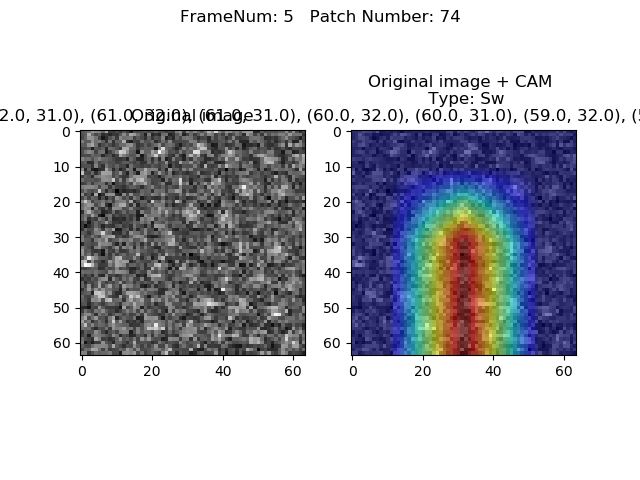 FrameNum: 5   Patch Number: 74
Original image + CAM
Type: Sw
2.0, 31.0), (61.0, 32.0), (61.0, 31.0), (60.0, 32.0), (60.0, 31.0), (59.0, 32.0), (5
Original image
0
10
20
30
40
50
60
0 20 40 60
0
10
20
30
40
50
60
0 20 40 60